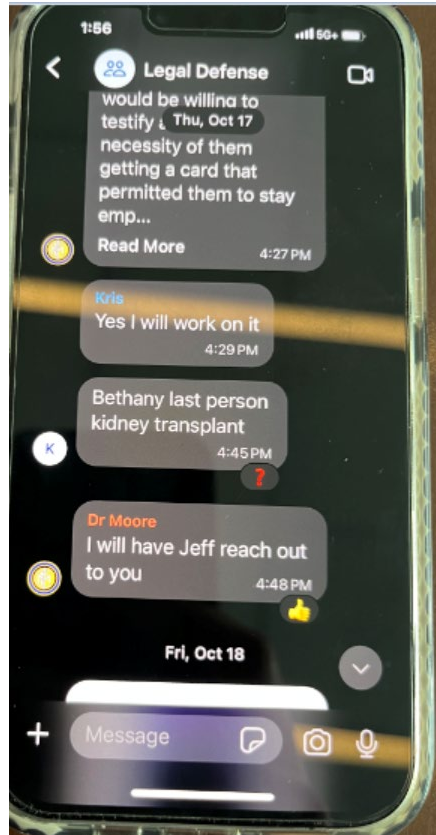 1:56
5G+
Legal Defense
would be willing to
Thu, Oct 17
testify
necessity of them
getting a card that
permitted them to stay
emp...
Read More
4:27 PM
Kris
Yes I will work on it
4:29 PM
Bethany last person
kidney transplant
4:45 PM
K
?
Dr Moore
I will have Jeff reach out
to you
4:48 PM
Fri, Oct 18
Message